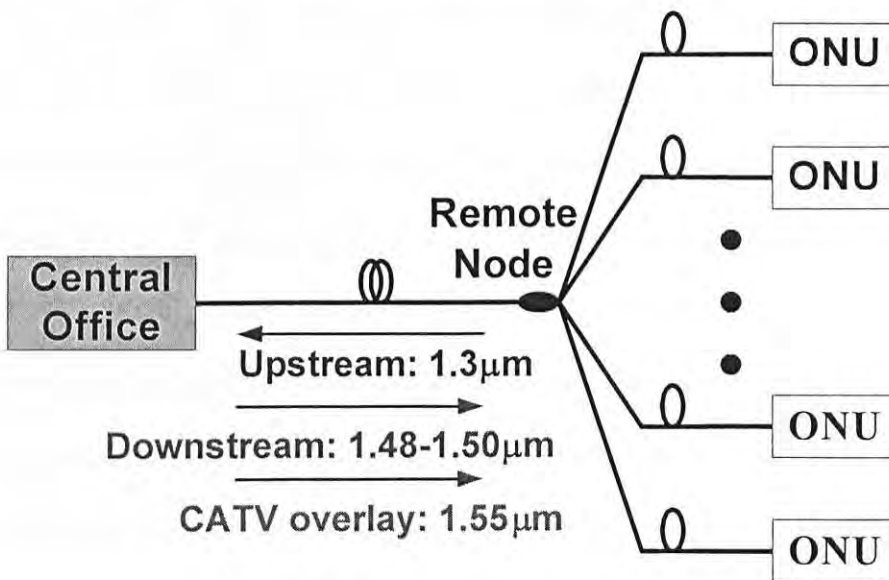 ONU
ONU
Remote
Node
Central
Office
Upstream: 1.3μm
Downstream: 1.48-1.50μm
CATV overlay: 1.55μm
ONU
ONU